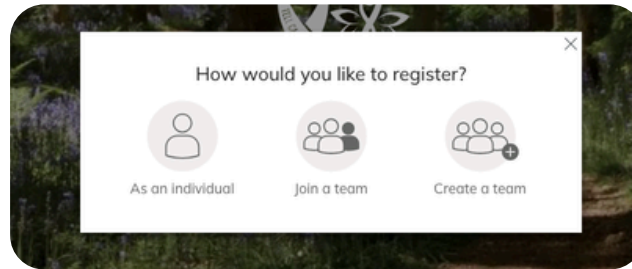 How would you like to register?
As an individual
Join a team
Create a team